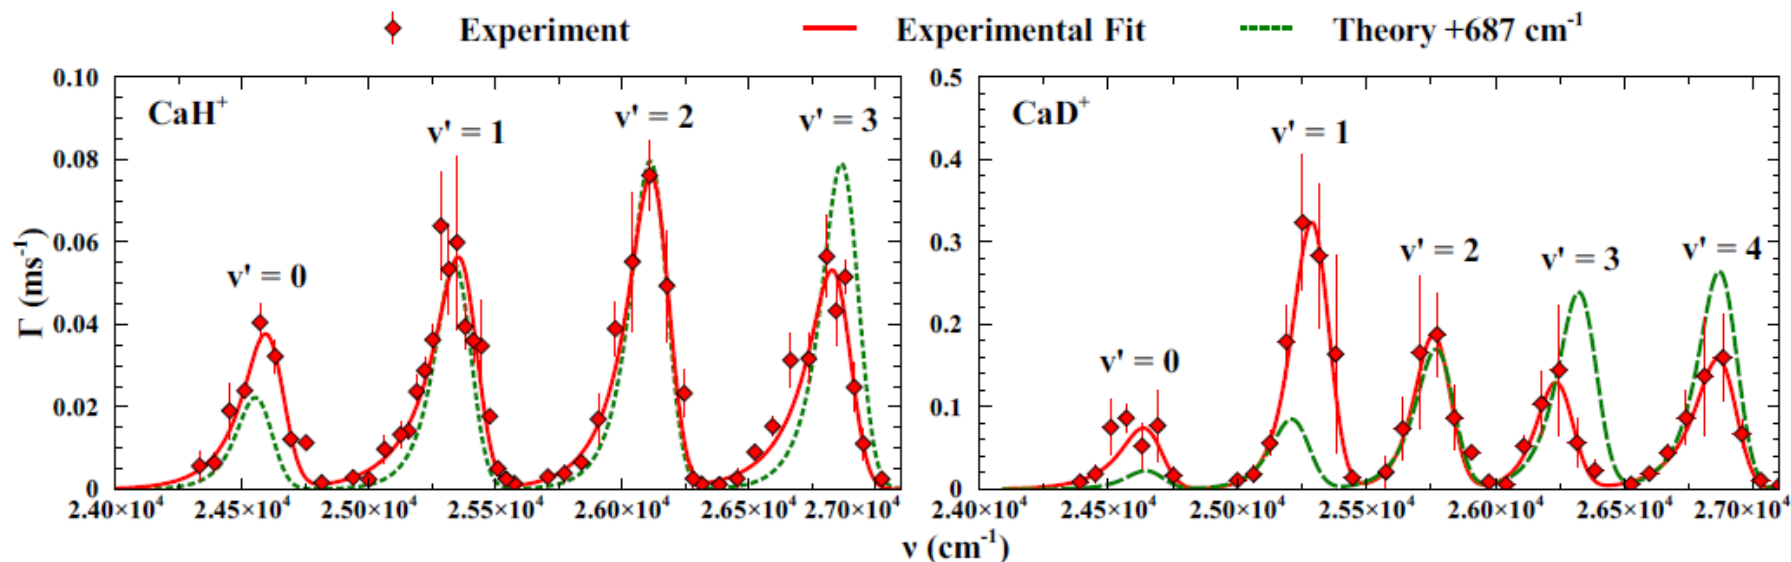 Experiment Experimental Fit Theory +687 cm⁻¹
CaH⁺
v' = 0
v' = 1
v' = 2
v' = 3
0.10
0.08
0.06
0.04
0.02
0
Γ (ms⁻¹)
2.40×10⁴ 2.45×10⁴ 2.50×10⁴ 2.55×10⁴ 2.60×10⁴ 2.65×10⁴ 2.70×10⁴
CaD⁺
v' = 0
v' = 1
v' = 2
v' = 3
v' = 4
0.5
0.4
0.3
0.2
0.1
0
2.40×10⁴ 2.45×10⁴ 2.50×10⁴ 2.55×10⁴ 2.60×10⁴ 2.65×10⁴ 2.70×10⁴
ν (cm⁻¹)